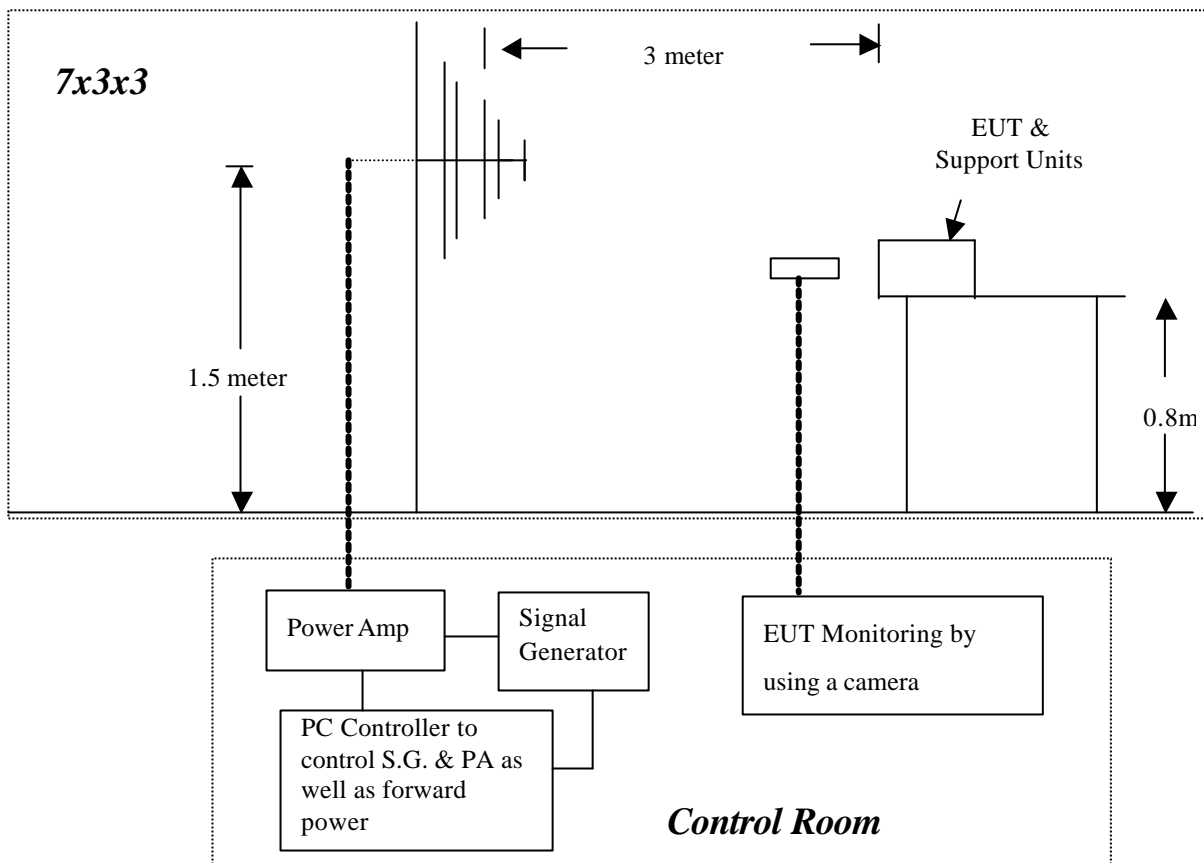 7x3x3
3 meter
EUT &
Support Units
1.5 meter
0.8m
Power Amp
Signal
Generator
EUT Monitoring by
using a camera
PC Controller to
control S.G. & PA as
well as forward
power
Control Room